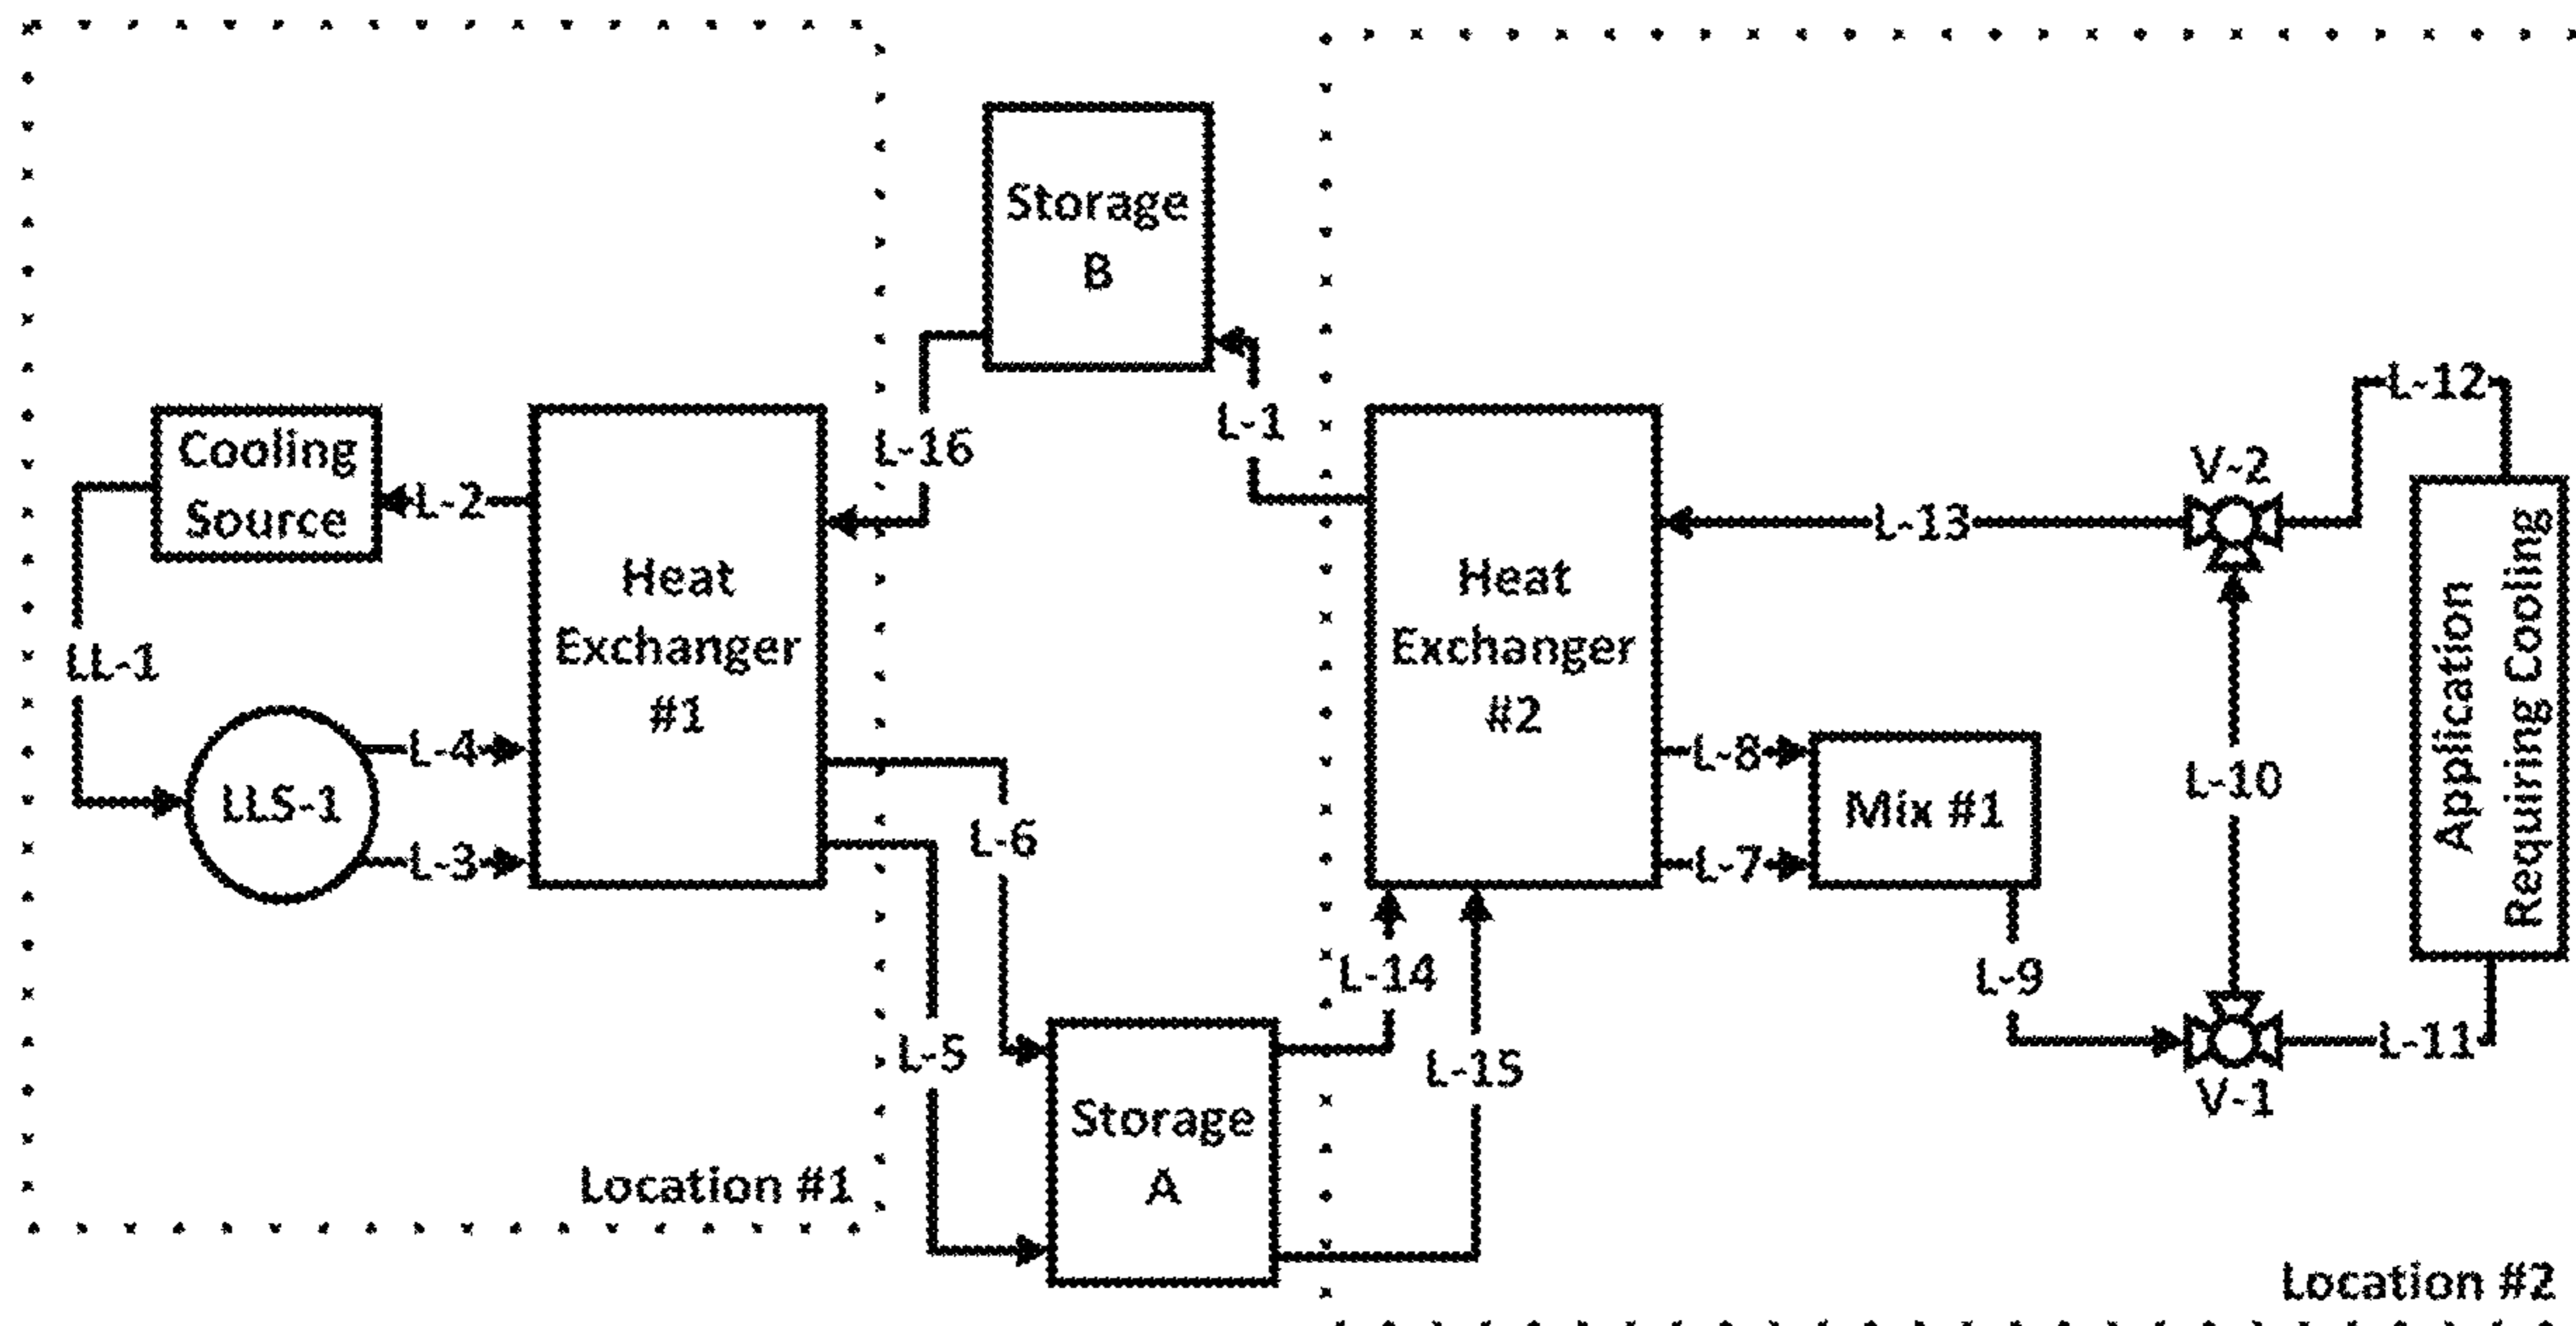 Storage
B
L-12
L-1
L-16
Cooling
Source
L-2
V-2
L-13
Heat
Exchanger
#1
Heat
Exchanger
#2
Application
Requiring Cooling
LL-1
L-4
LLS-1
L-3
L-6
L-8
Mix #1
L-7
L-10
L-14
L-9
L-5
L-15
L-11
V-1
Storage
A
Location #1
Location #2